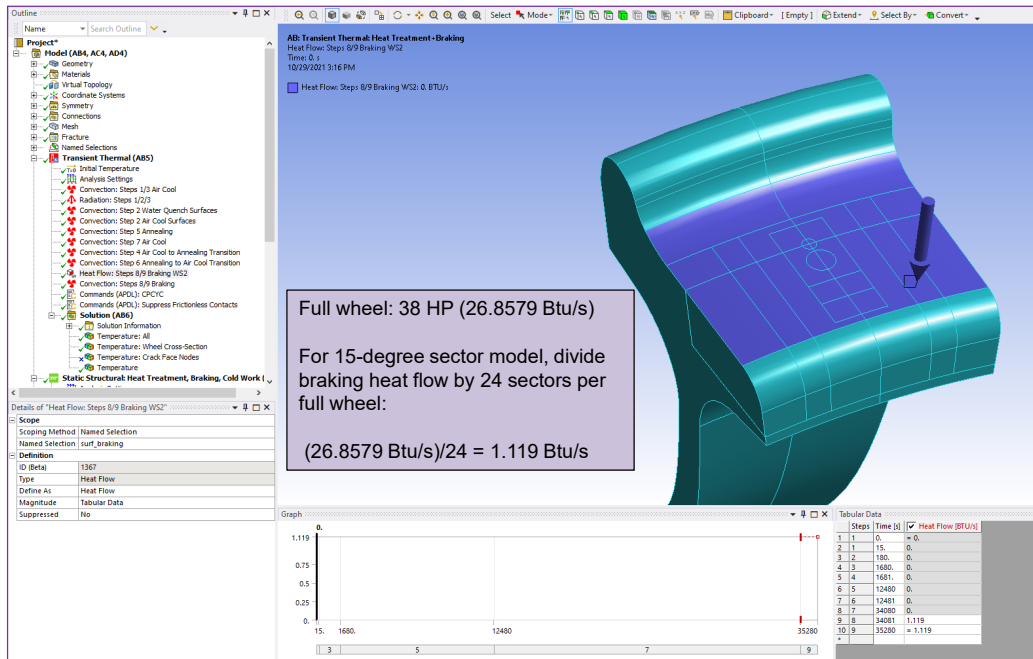 Outline
Name
Search Outline
Project*
Model (AB4, AC4, AD4)
Geometry
Materials
Virtual Topology
Coordinate Systems
Symmetry
Connections
Mesh
Fracture
Named Selections
Transient Thermal (AB5)
Initial Temperature
Analysis Settings
Convection: Steps 1/3 Air Cool
Radiation: Steps 1/2/3
Convection: Step 2 Water Quench Surfaces
Convection: Step 2 Air Cool Surfaces
Convection: Step 5 Annealing
Convection: Step 7 Air Cool
Convection: Step 4 Air Cool to Annealing Transition
Convection: Step 6 Annealing to Air Cool Transition
Heat Flow: Steps 8/9 Braking WS2
Convection: Steps 8/9 Braking
Commands (APDL): CPCYC
Commands (APDL): Suppress Frictionless Contacts
Solution (AB6)
Solution Information
Temperature: All
Temperature: Wheel Cross-Section
Temperature: Crack Face Nodes
Temperature
Static Structural: Heat Treatment, Braking, Cold Work (
Details of "Heat Flow: Steps 8/9 Braking WS2"
Scope
Scoping Method Named Selection
Named Selection surf_braking
Definition
ID (Beta) 1367
Type Heat Flow
Define As Heat Flow
Magnitude Tabular Data
Suppressed No
Select Mode Clipboard [ Empty ] Extend Select By Convert
AB: Transient Thermal: Heat Treatment+Braking
Heat Flow: Steps 8/9 Braking WS2
Time: 0. s
10/29/2021 3:16 PM
Heat Flow: Steps 8/9 Braking WS2: 0. BTU/s
Full wheel: 38 HP (26.8579 Btu/s)
For 15-degree sector model, divide
braking heat flow by 24 sectors per
full wheel:
(26.8579 Btu/s)/24 = 1.119 Btu/s
Graph
0.
1.119
0.75
0.5
0.25
0.
15. 1680. 12480 35280
3 5 7 9
Tabular Data
Steps Time [s] Heat Flow [BTU/s]
1 1 0. = 0.
2 1 15. 0.
3 2 180. 0.
4 3 1680. 0.
5 4 1681. 0.
6 5 12480 0.
7 6 12481 0.
8 7 34080 0.
9 8 34081 1.119
10 9 35280 = 1.119
*